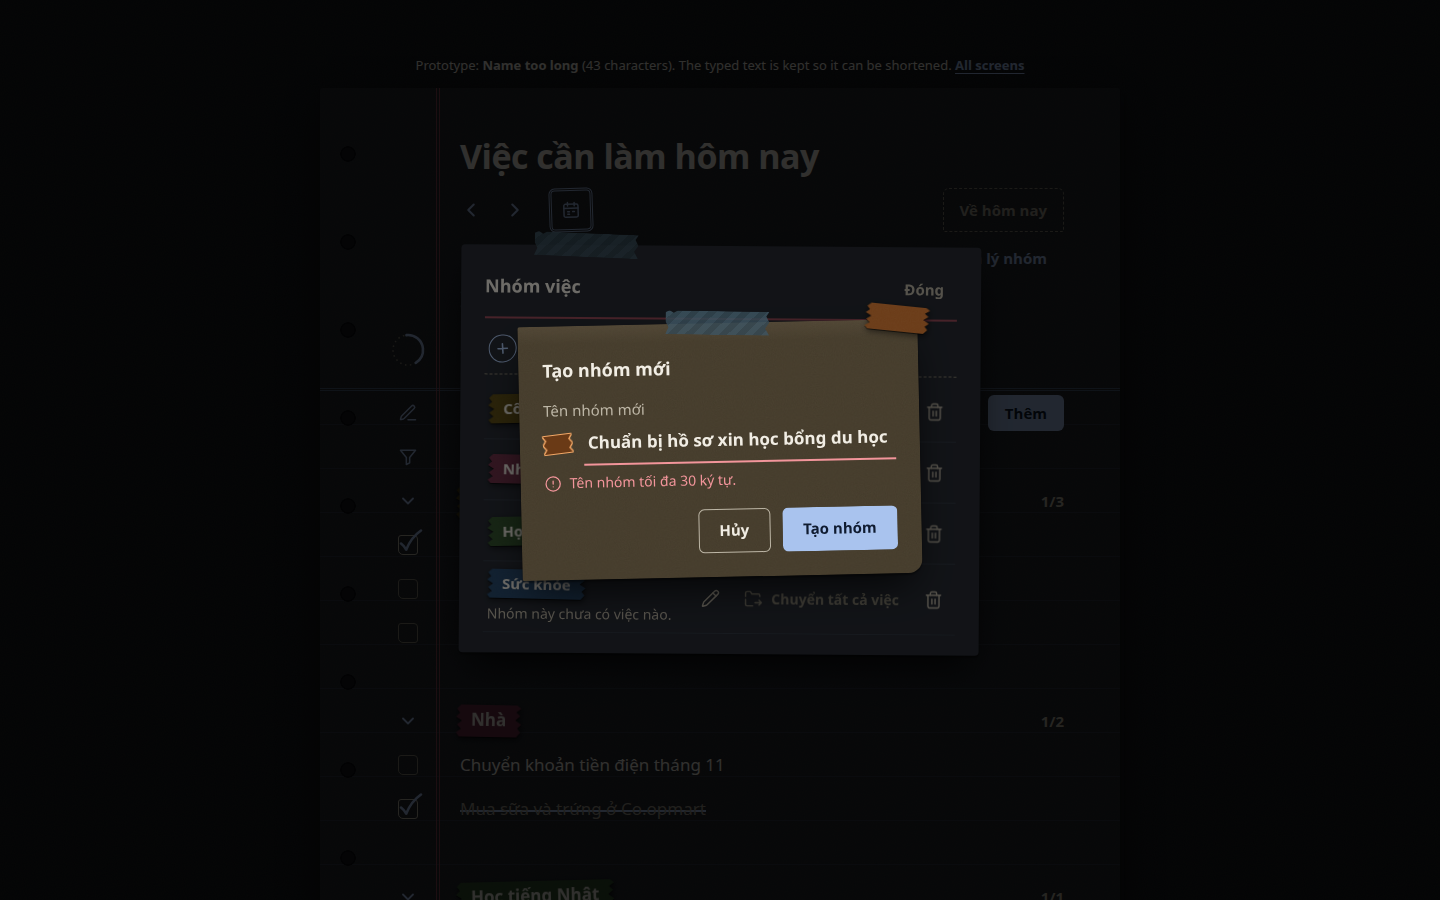 Prototype: Name too long (43 characters). The typed text is kept so it can be shortened. All screens
Việc cần làm hôm nay
Về hôm nay
lý nhóm
Nhóm việc
Đóng
Tạo nhóm mới
Tên nhóm mới
Chuẩn bị hồ sơ xin học bổng du học
Tên nhóm tối đa 30 ký tự.
Hủy
Tạo nhóm
Thêm
1/3
Sức khỏe
Chuyển tất cả việc
Nhóm này chưa có việc nào.
Nhà
1/2
Chuyển khoản tiền điện tháng 11
Mua sữa và trứng ở Co.opmart
Học tiếng Nhật
1/1